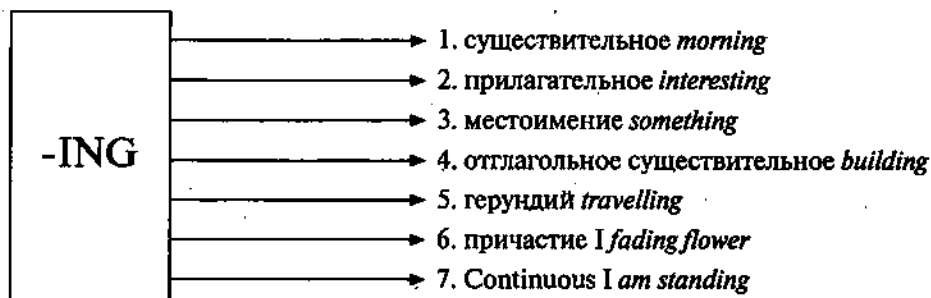 -ING
1. существительное morning
2. прилагательное interesting
3. местоимение something
4. отглагольное существительное building
5. герундий travelling
6. причастие I fading flower
7. Continuous I am standing